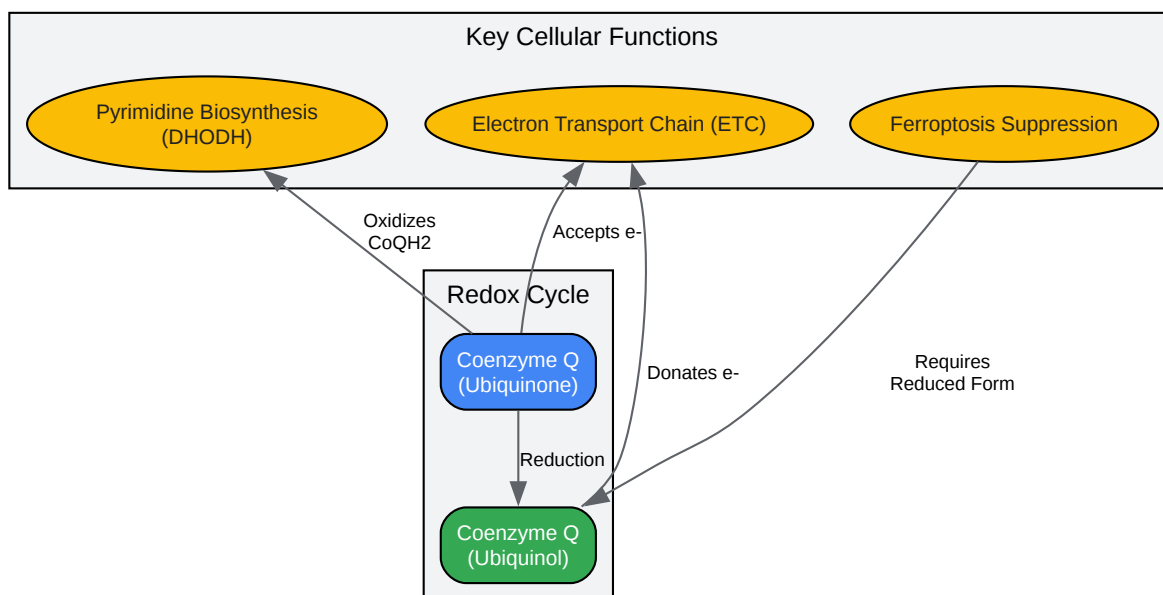 Key Cellular Functions
Pyrimidine Biosynthesis
(DHODH)
Electron Transport Chain (ETC)
Ferroptosis Suppression
Oxidizes
CoQH2
Accepts e-
Redox Cycle
Coenzyme Q
(Ubiquinone)
Donates e-
Requires
Reduced Form
Reduction
Coenzyme Q
(Ubiquinol)